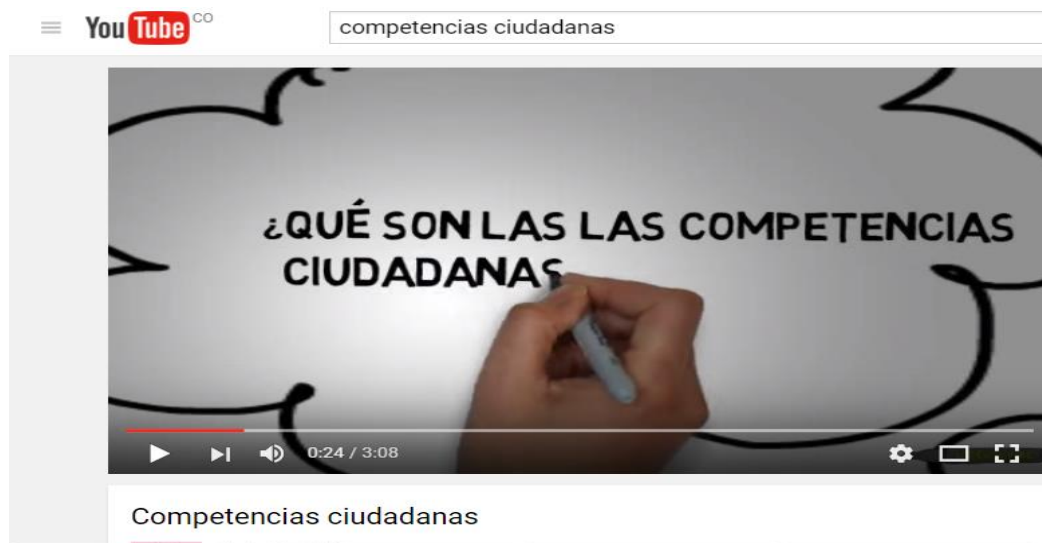 YouTube CO
competencias ciudadanas
¿QUÉ SON LAS LAS COMPETENCIAS
CIUDADANAS
0:24 / 3:08
Competencias ciudadanas